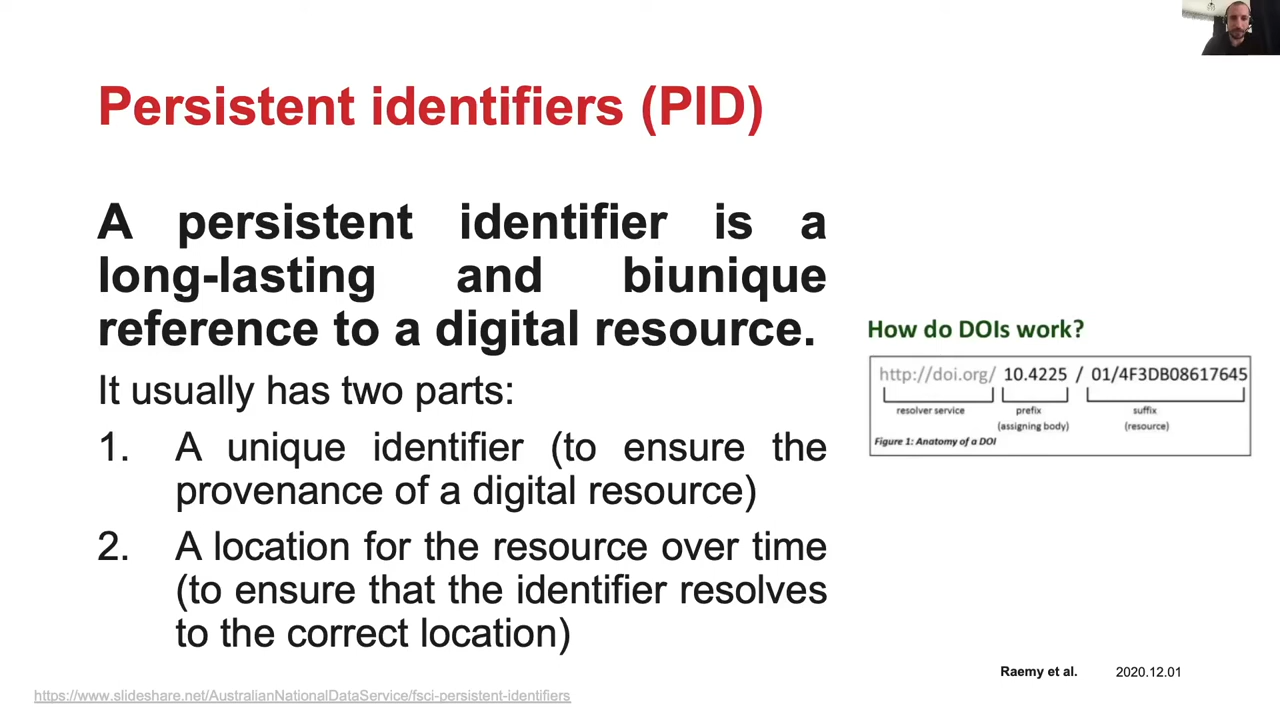 Persistent identifiers (PID)
A persistent identifier is a
long-lasting and biunique
reference to a digital resource.
It usually has two parts:
1. A unique identifier (to ensure the
provenance of a digital resource)
2. A location for the resource over time
(to ensure that the identifier resolves
to the correct location)
How do DOIs work?
http://doi.org/ 10.4225 / 01/4F3DB08617645
resolver service prefix suffix
(assigning body) (resource)
Figure 1: Anatomy of a DOI
Raemy et al. 2020.12.01
https://www.slideshare.net/AustralianNationalDataService/fsci-persistent-identifiers